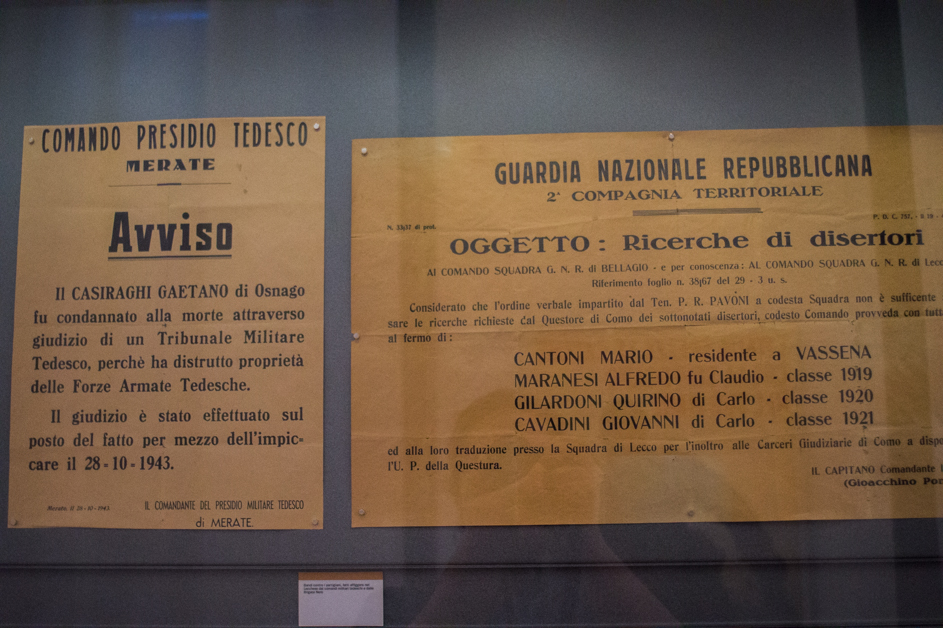 COMANDO PRESIDIO TEDESCO
MERATE
Avviso
Il CASIRAGHI GAETANO di Osnago
fu condannato alla morte attraverso
giudizio di un Tribunale Militare
Tedesco, perchè ha distrutto proprietà
delle Forze Armate Tedesche.
Il giudizio è stato effettuato sul
posto del fatto per mezzo dell'impic=
care il 28=10=1943.
IL COMANDANTE DEL PRESIDIO MILITARE TEDESCO
di MERATE.
GUARDIA NAZIONALE REPUBBLICANA
2ª COMPAGNIA TERRITORIALE
di prot.
P. D. C. 757,
OGGETTO : Ricerche di disertori
Al COMANDO SQUADRA G. N. R. di BELLAGIO - e per conoscenza: AL COMANDO SQUADRA G. N. R. di Lecc
Riferimento foglio n. 38167 del 29 - 3 u. s.
Considerato che l'ordine verbale impartito dal Ten. P. R. PAVONI a codesta Squadra non è sufficente
sare le ricerche richieste dal Questore di Como dei sottonotati disertori, codesto Comando provveda con tutt
al fermo di :
CANTONI MARIO - residente a VASSENA
MARANESI ALFREDO fu Claudio - classe 1919
GILARDONI QUIRINO di Carlo - classe 1920
CAVADINI GIOVANNI di Carlo - classe 1921
ed alla loro traduzione presso la Squadra di Lecco per l'inoltro alle Carceri Giudiziarie di Como a dispo
l'U. P. della Questura.
IL CAPITANO Comandante
(Gioacchino Por